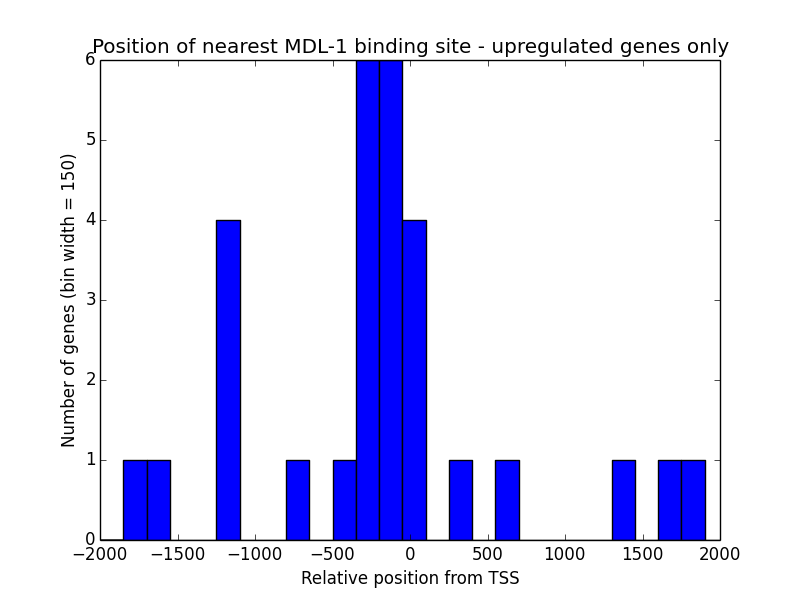 Position of nearest MDL-1 binding site - upregulated genes only
6
5
4
3
2
1
0
Number of genes (bin width = 150)
−2000 −1500 −1000 −500 0 500 1000 1500 2000
Relative position from TSS